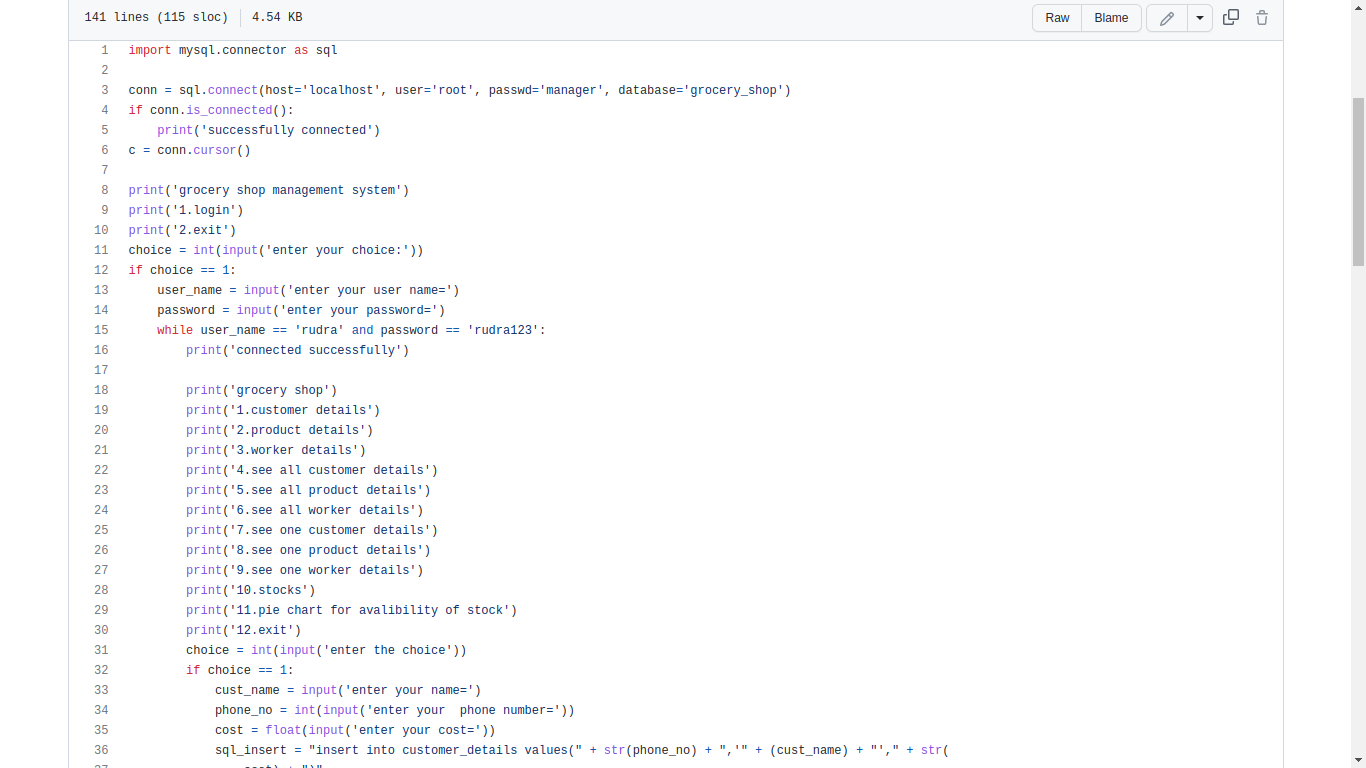 141 lines (115 sloc) 4.54 KB Raw Blame
1 import mysql.connector as sql
2
3 conn = sql.connect(host='localhost', user='root', passwd='manager', database='grocery_shop')
4 if conn.is_connected():
5     print('successfully connected')
6 c = conn.cursor()
7
8 print('grocery shop management system')
9 print('1.login')
10 print('2.exit')
11 choice = int(input('enter your choice:'))
12 if choice == 1:
13     user_name = input('enter your user name=')
14     password = input('enter your password=')
15     while user_name == 'rudra' and password == 'rudra123':
16         print('connected successfully')
17
18         print('grocery shop')
19         print('1.customer details')
20         print('2.product details')
21         print('3.worker details')
22         print('4.see all customer details')
23         print('5.see all product details')
24         print('6.see all worker details')
25         print('7.see one customer details')
26         print('8.see one product details')
27         print('9.see one worker details')
28         print('10.stocks')
29         print('11.pie chart for avalibility of stock')
30         print('12.exit')
31         choice = int(input('enter the choice'))
32         if choice == 1:
33             cust_name = input('enter your name=')
34             phone_no = int(input('enter your  phone number='))
35             cost = float(input('enter your cost='))
36             sql_insert = "insert into customer_details values(" + str(phone_no) + ",'" + (cust_name) + "'," + str(